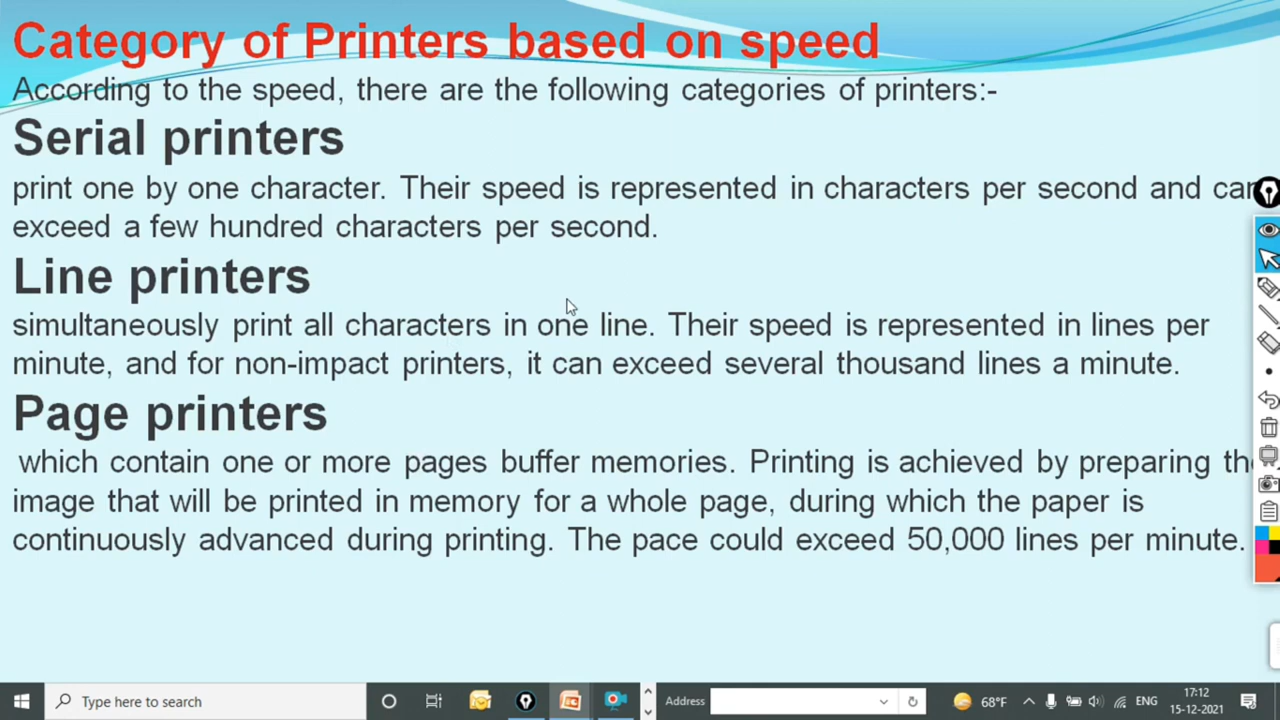 Category of Printers based on speed
According to the speed, there are the following categories of printers:-
Serial printers
print one by one character. Their speed is represented in characters per second and can
exceed a few hundred characters per second.
Line printers
simultaneously print all characters in one line. Their speed is represented in lines per
minute, and for non-impact printers, it can exceed several thousand lines a minute.
Page printers
which contain one or more pages buffer memories. Printing is achieved by preparing the
image that will be printed in memory for a whole page, during which the paper is
continuously advanced during printing. The pace could exceed 50,000 lines per minute.
Type here to search
Address
68°F
ENG
17:12
15-12-2021